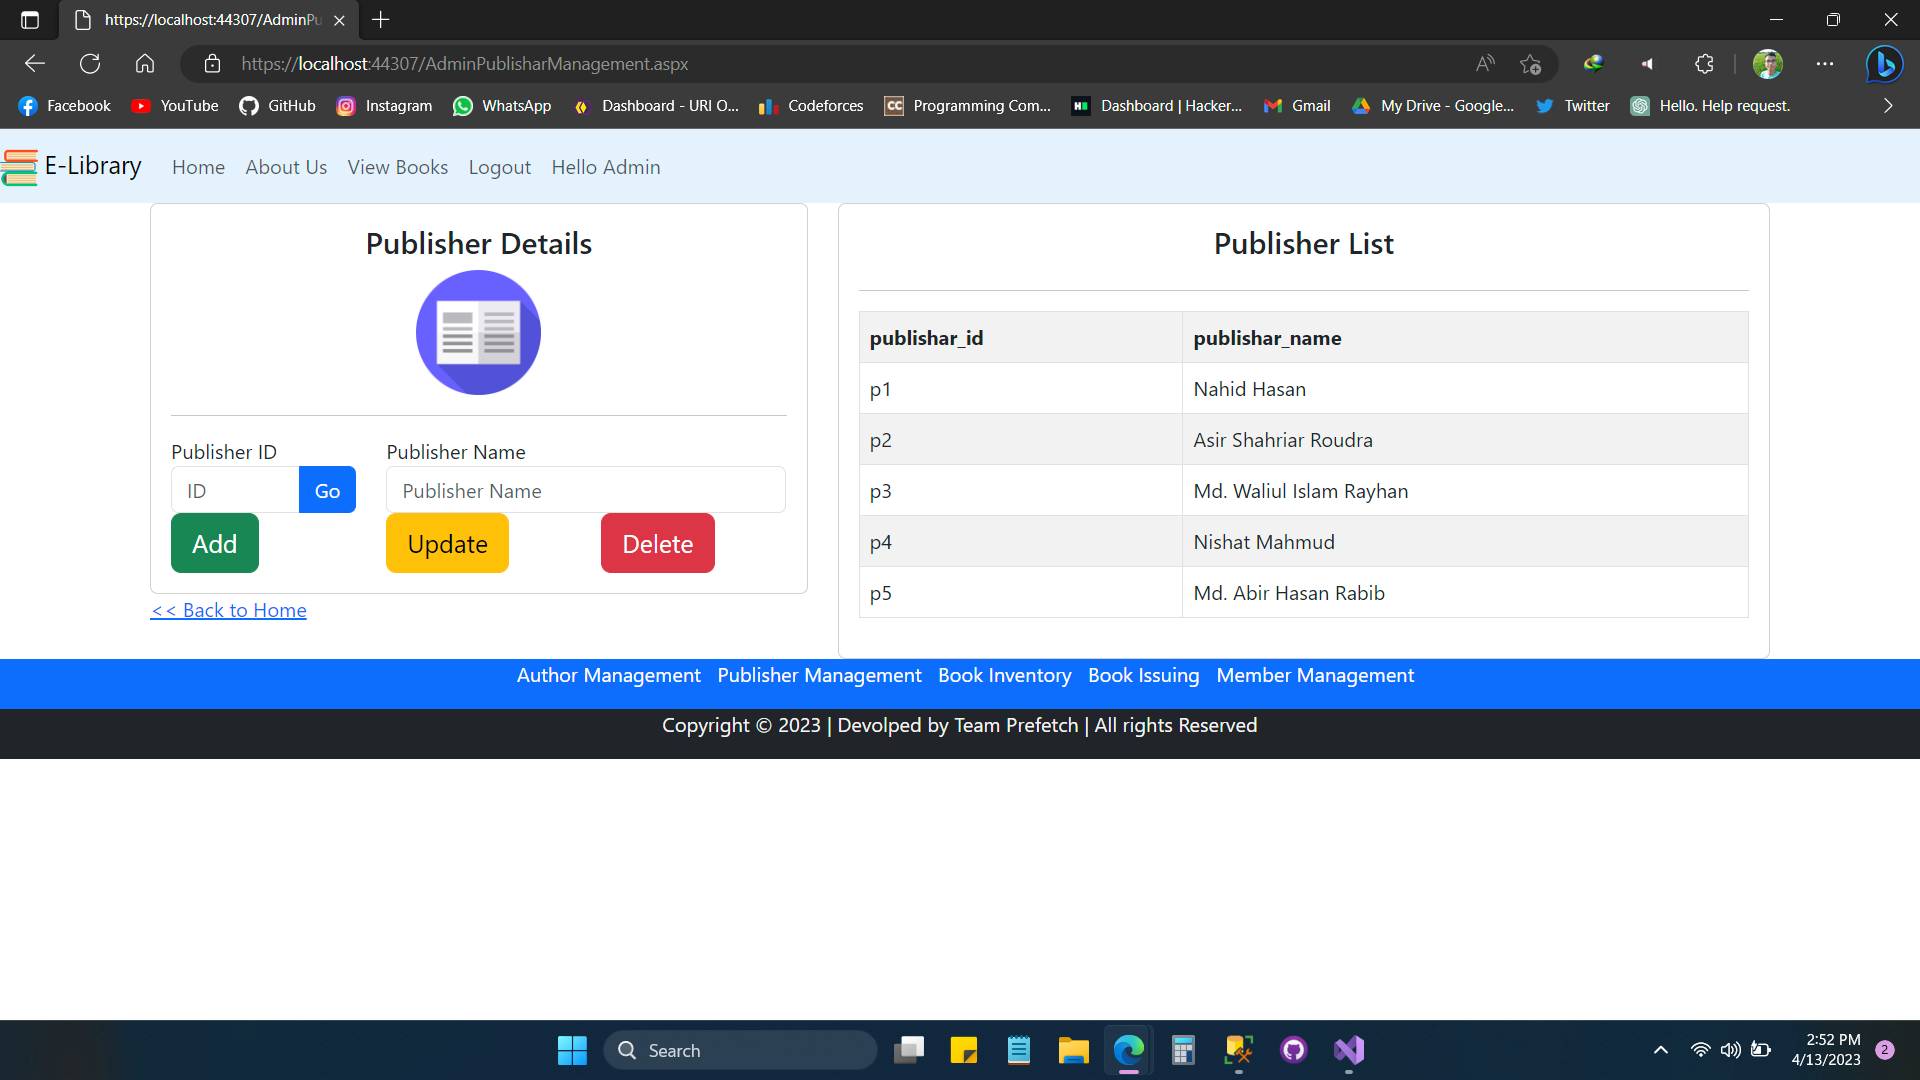 https://localhost:44307/AdminPu
https://localhost:44307/AdminPublisharManagement.aspx
Facebook YouTube GitHub Instagram WhatsApp Dashboard - URI O... Codeforces CC Programming Com... Dashboard | Hacker... Gmail My Drive - Google... Twitter Hello. Help request.
E-Library Home About Us View Books Logout Hello Admin
Publisher Details
Publisher ID Publisher Name
ID Go Publisher Name
Add Update Delete
<< Back to Home
Publisher List
publishar_id publishar_name
p1 Nahid Hasan
p2 Asir Shahriar Roudra
p3 Md. Waliul Islam Rayhan
p4 Nishat Mahmud
p5 Md. Abir Hasan Rabib
Author Management Publisher Management Book Inventory Book Issuing Member Management
Copyright © 2023 | Devolped by Team Prefetch | All rights Reserved
Search
2:52 PM
4/13/2023
2